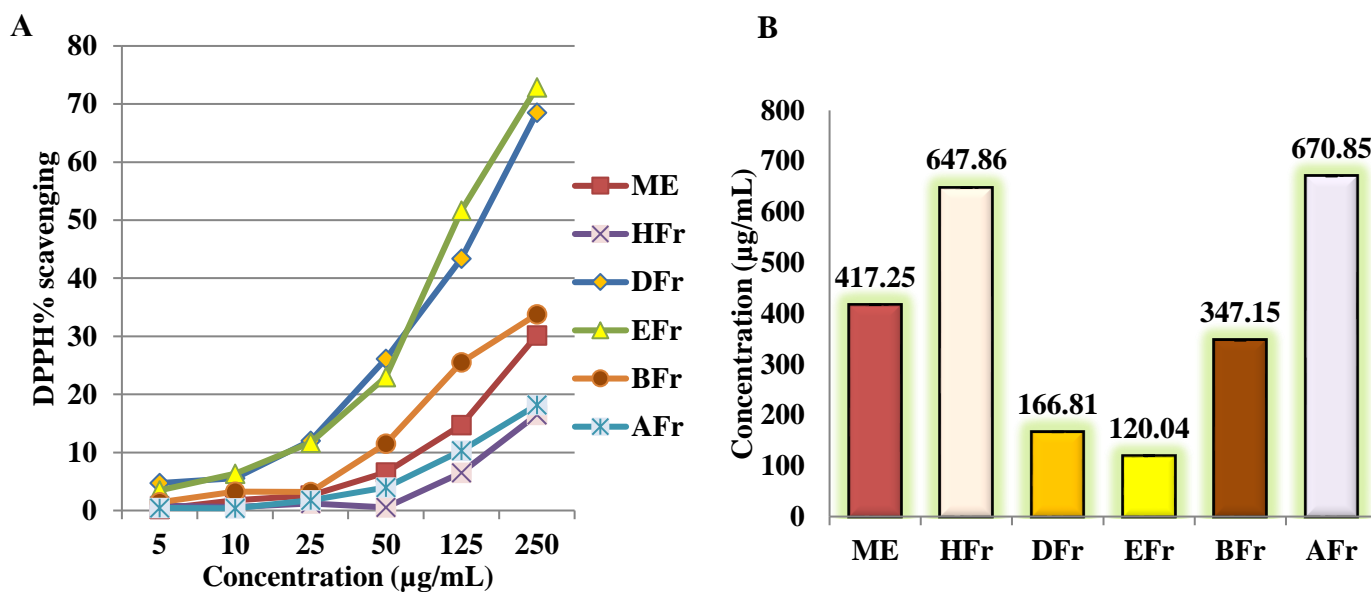 A
80
70
60
50
40
30
20
10
0
DPPH% scavenging
5 10 25 50 125 250
Concentration (µg/mL)
ME
HFr
DFr
EFr
BFr
AFr
B
800
700
600
500
400
300
200
100
0
Concentration (µg/mL)
417.25
647.86
166.81
120.04
347.15
670.85
ME HFr DFr EFr BFr AFr